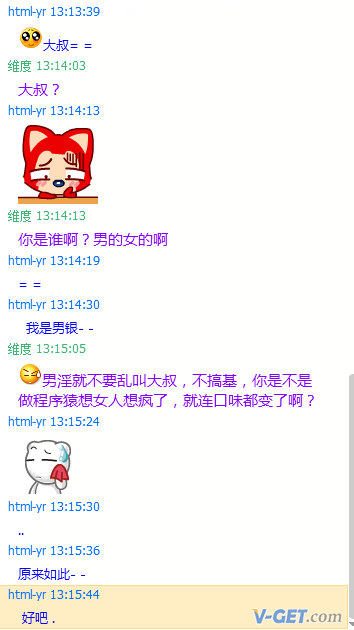 html-yr 13:13:39
大叔= =
维度 13:14:03
大叔？
html-yr 13:14:13
维度 13:14:13
你是谁啊？男的女的啊
html-yr 13:14:19
= =
html-yr 13:14:30
我是男银- -
维度 13:15:05
男淫就不要乱叫大叔，不搞基，你是不是
做程序猿想女人想疯了，就连口味都变了啊？
html-yr 13:15:24
html-yr 13:15:30
..
html-yr 13:15:36
原来如此- -
html-yr 13:15:44
好吧 .
V-GET.com